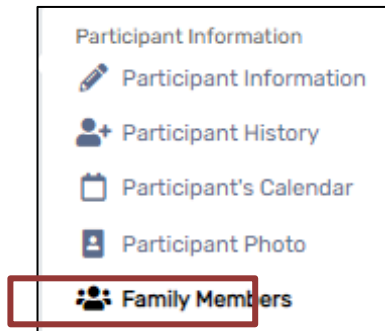 Participant Information
Participant Information
Participant History
Participant's Calendar
Participant Photo
Family Members